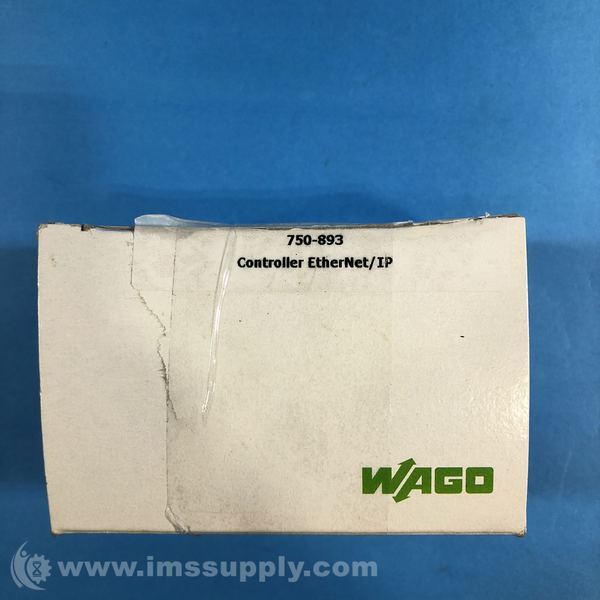 750-893
Controller EtherNet/IP
WAGO
www.imssupply.com